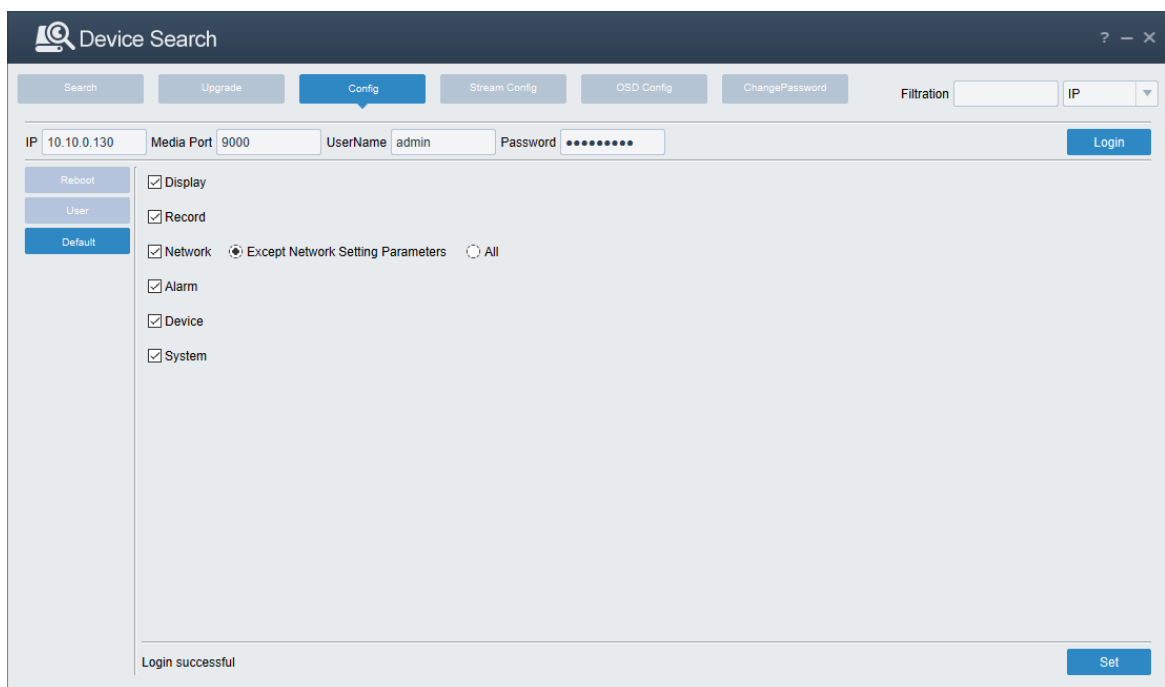 Device Search
? – ×
Search Upgrade Config Stream Config OSD Config ChangePassword Filtration IP
IP 10.10.0.130 Media Port 9000 UserName admin Password ●●●●●●●●● Login
Reboot
User
Default
Display
Record
Network Except Network Setting Parameters All
Alarm
Device
System
Login successful Set